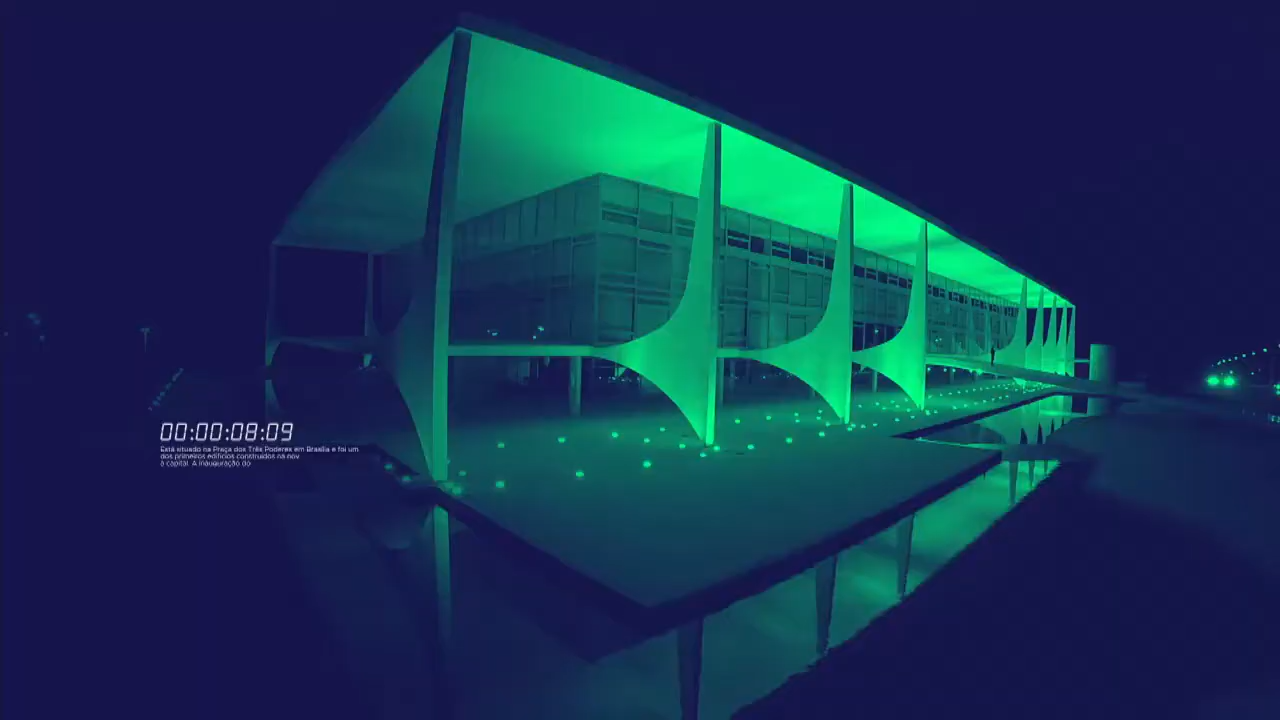 00:00:08:09
Está situado na Praça dos Três Poderes em Brasília e foi um
dos primeiros edifícios construídos na nov
a capital. A inauguração do